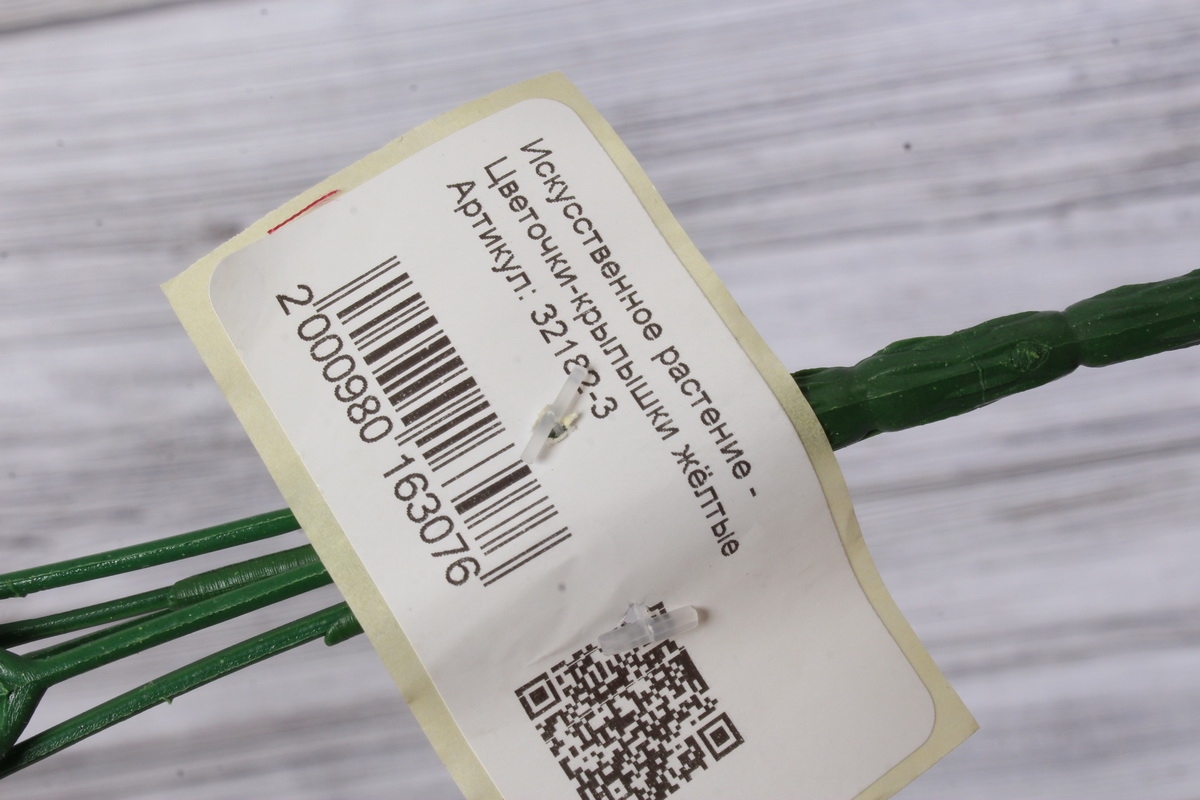 Искусственное растение -
Цветочки-крылышки жёлтые
Артикул: 32182-3
2 000980 163076